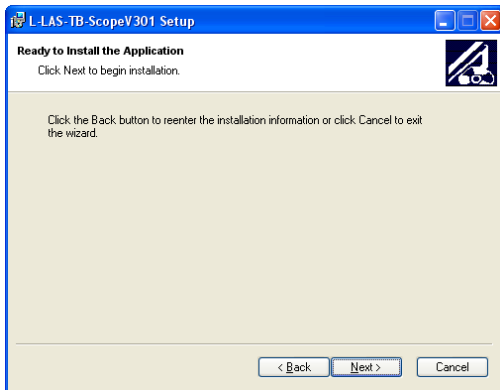 L-LAS-TB-ScopeV301 Setup
Ready to Install the Application
Click Next to begin installation.
Click the Back button to reenter the installation information or click Cancel to exit
the wizard.
< Back
Next >
Cancel